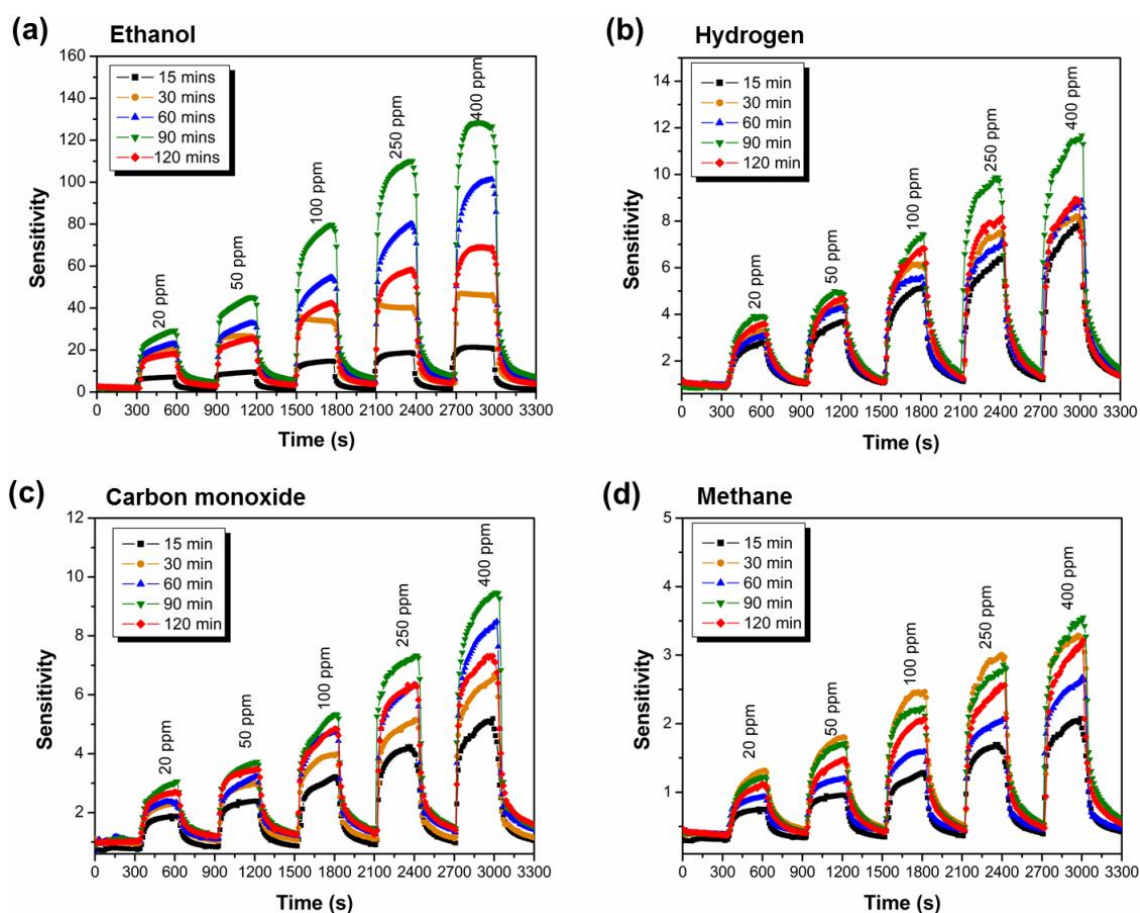 (a) Ethanol
Sensitivity
160
140
120
100
80
60
40
20
0
15 mins
30 mins
60 mins
90 mins
120 mins
20 ppm
50 ppm
100 ppm
250 ppm
400 ppm
0 300 600 900 1200 1500 1800 2100 2400 2700 3000 3300
Time (s)
(b) Hydrogen
Sensitivity
14
12
10
8
6
4
2
15 min
30 min
60 min
90 min
120 min
20 ppm
50 ppm
100 ppm
250 ppm
400 ppm
0 300 600 900 1200 1500 1800 2100 2400 2700 3000 3300
Time (s)
(c) Carbon monoxide
Sensitivity
12
10
8
6
4
2
15 min
30 min
60 min
90 min
120 min
20 ppm
50 ppm
100 ppm
250 ppm
400 ppm
0 300 600 900 1200 1500 1800 2100 2400 2700 3000 3300
Time (s)
(d) Methane
Sensitivity
5
4
3
2
1
15 min
30 min
60 min
90 min
120 min
20 ppm
50 ppm
100 ppm
250 ppm
400 ppm
0 300 600 900 1200 1500 1800 2100 2400 2700 3000 3300
Time (s)